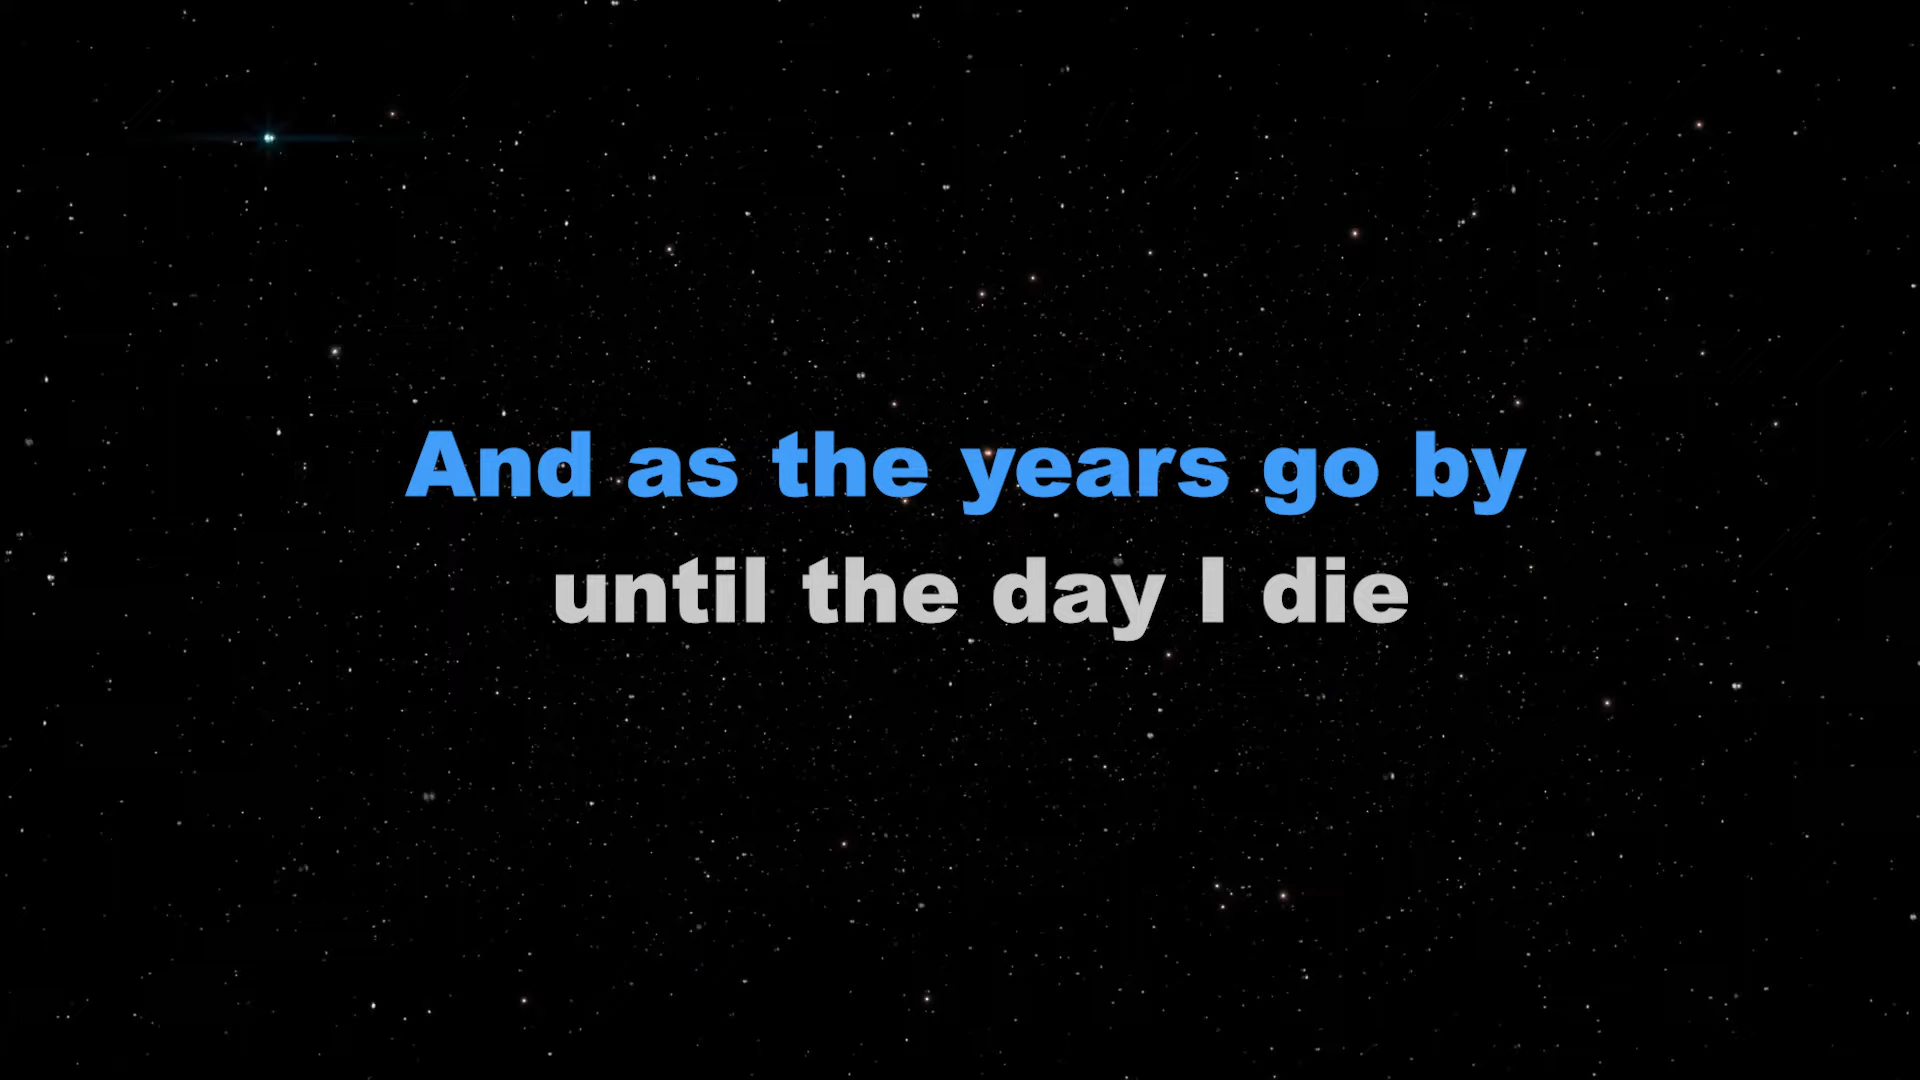 And as the years go by
until the day I die